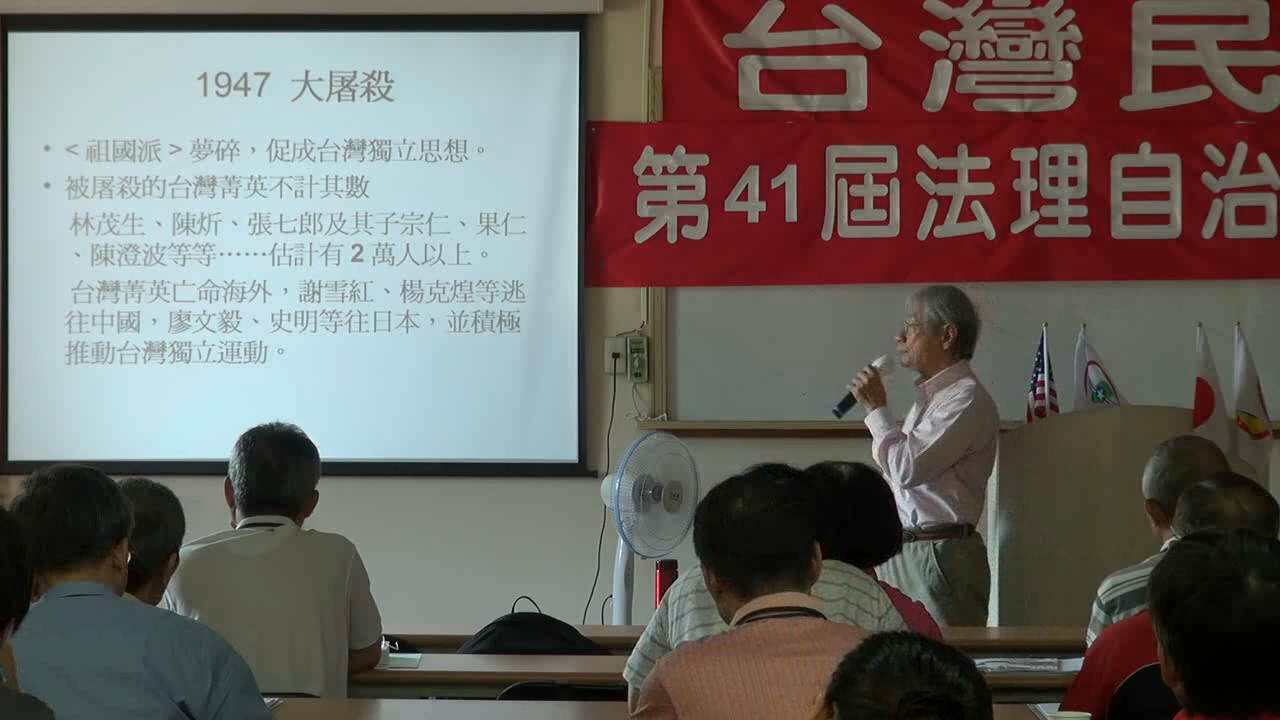 1947 大屠殺
• < 祖國派 > 夢碎，促成台灣獨立思想。
• 被屠殺的台灣菁英不計其數
林茂生、陳炘、張七郎及其子宗仁、果仁
、陳澄波等等……估計有 2 萬人以上。
台灣菁英亡命海外，謝雪紅、楊克煌等逃
往中國，廖文毅、史明等往日本，並積極
推動台灣獨立運動。
台灣民
第41屆法理自治